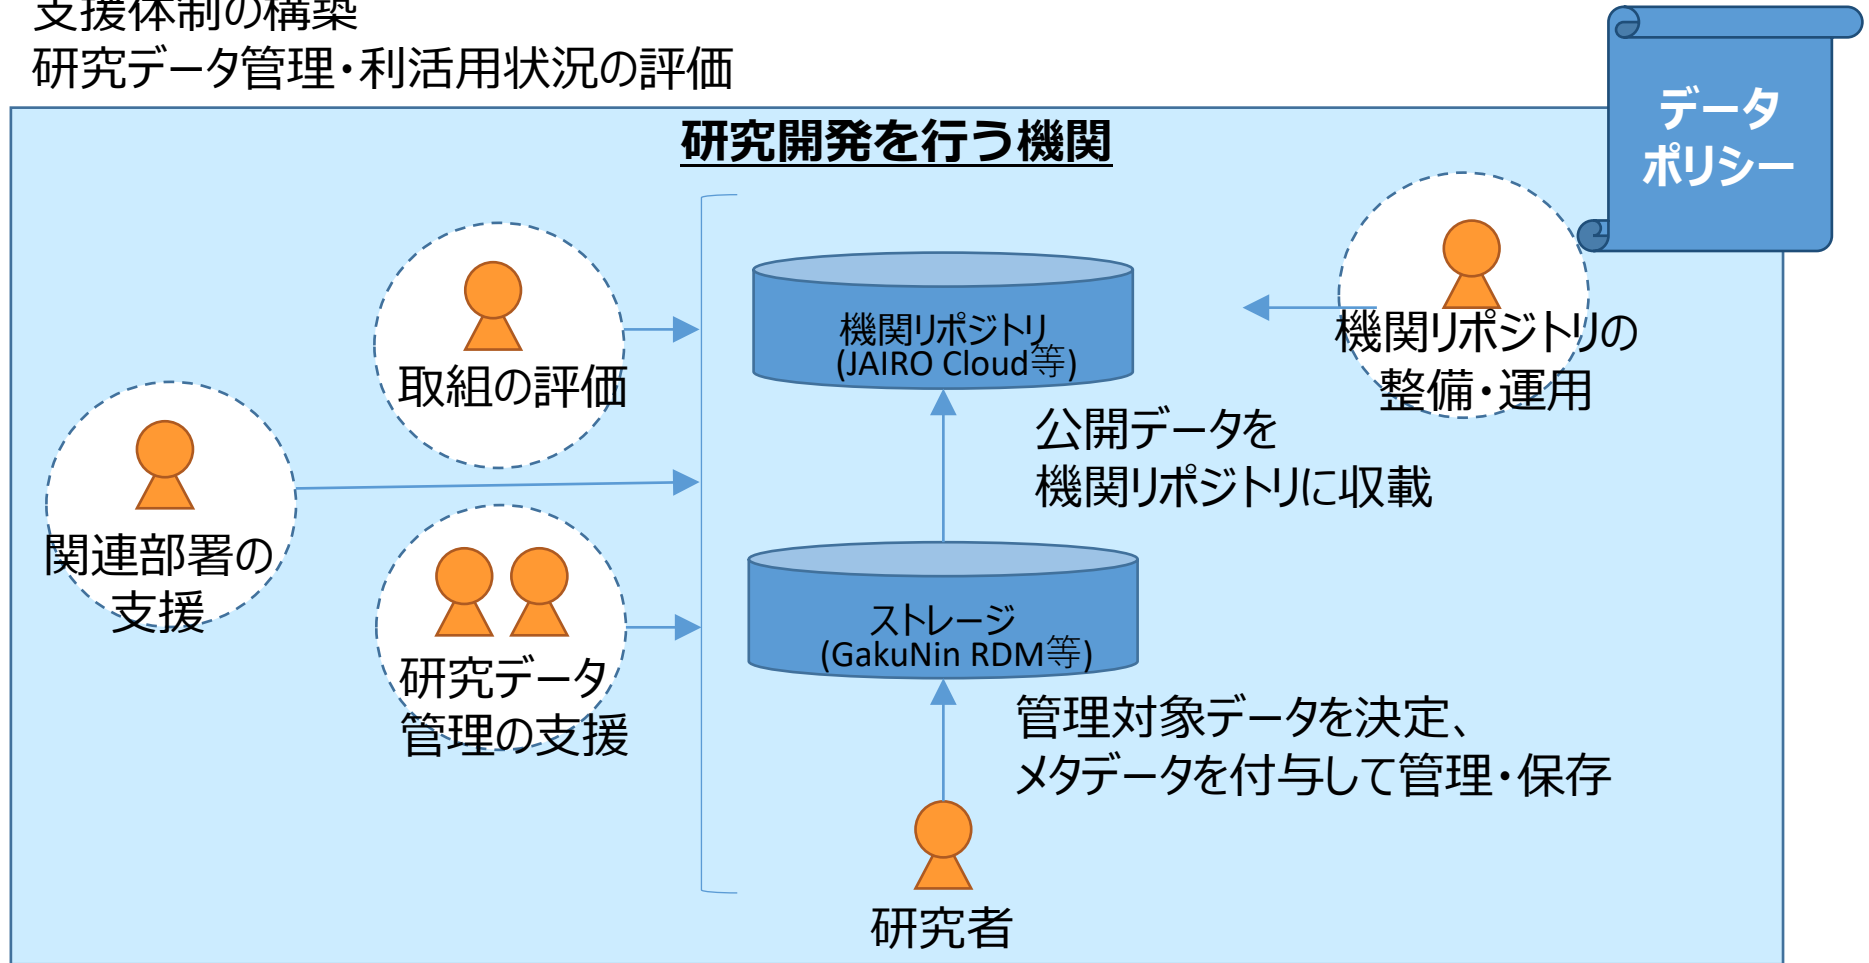 支援体制の構築
研究データ管理・利活用状況の評価
データ
ポリシー
研究開発を行う機関
機関リポジトリ
(JAIRO Cloud等)
機関リポジトリの
整備・運用
取組の評価
公開データを
機関リポジトリに収載
関連部署の
支援
ストレージ
(GakuNin RDM等)
研究データ
管理の支援
管理対象データを決定、
メタデータを付与して管理・保存
研究者